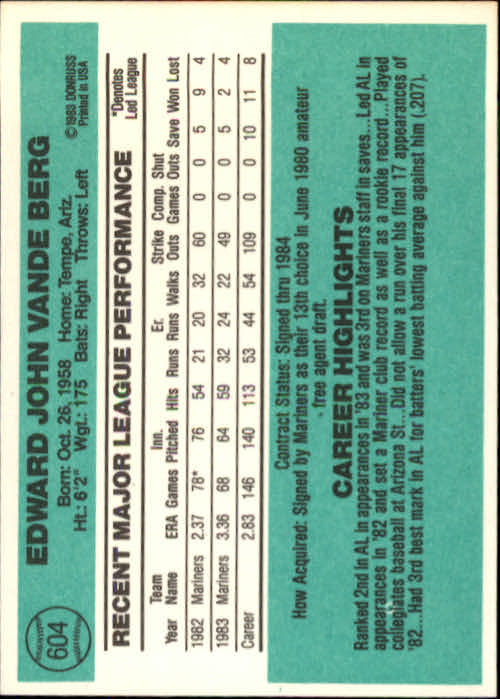 604
EDWARD JOHN VANDE BERG
Born: Oct. 26, 1958 Home: Tempe, Ariz.
Ht.: 6'2" Wgt.: 175 Bats: Right Throws: Left
© 1983 DONRUSS
Printed in USA
RECENT MAJOR LEAGUE PERFORMANCE
*Denotes
Led League
Team Inn. Er. Strike Comp. Shut
Year Name ERA Games Pitched Hits Runs Runs Walks Outs Games Outs Save Won Lost
1982 Mariners 2.37 78* 76 54 21 20 32 60 0 0 5 9 4
1983 Mariners 3.36 68 64 59 32 24 22 49 0 0 5 2 4
Career 2.83 146 140 113 53 44 54 109 0 0 10 11 8
Contract Status: Signed thru 1984
How Acquired: Signed by Mariners as their 13th choice in June 1980 amateur
- free agent draft.
CAREER HIGHLIGHTS
Ranked 2nd in AL in appearances in '83 and was 3rd on Mariners staff in saves...Led AL in
appearances in '82 and set a Mariner club record as well as a rookie record...Played
collegiates baseball at Arizona St...Did not allow a run over his final 17 appearances of
'82...Had 3rd best mark in AL for batters' lowest batting average against him (.207).